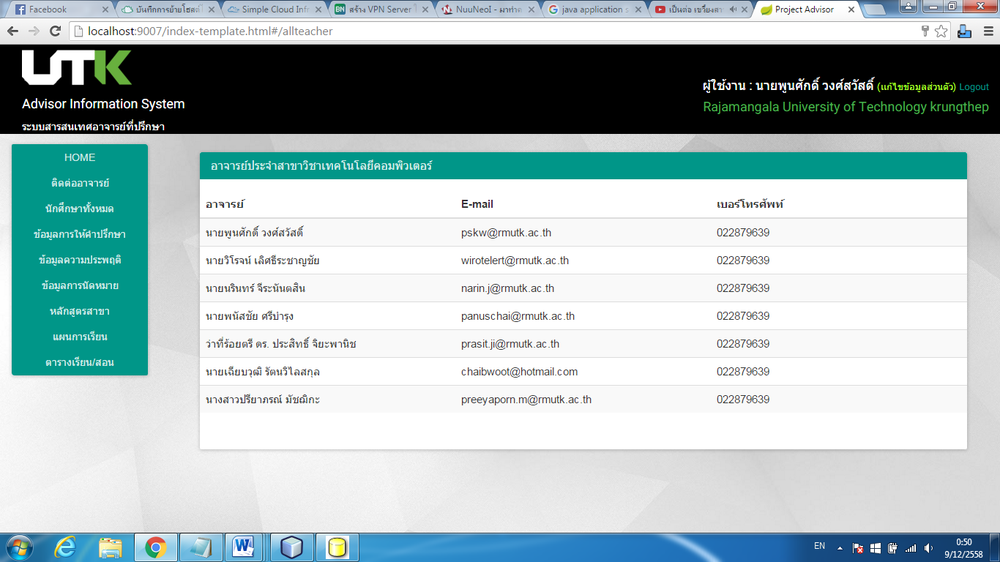 Facebook
บันทึกการย้ายโฮสต์
Simple Cloud Infr
สร้าง VPN Server
NuuNeoI - มาทำค
java application s
เป็นต่อ เขวี้ยงสา
Project Advisor
localhost:9007/index-template.html#/allteacher
UTK
Advisor Information System
ระบบสารสนเทศอาจารย์ที่ปรึกษา
ผู้ใช้งาน : นายพูนศักดิ์ วงศ์สวัสดิ์ (แก้ไขข้อมูลส่วนตัว) Logout
Rajamangala University of Technology krungthep
HOME
ติดต่ออาจารย์
นักศึกษาทั้งหมด
ข้อมูลการให้คำปรึกษา
ข้อมูลความประพฤติ
ข้อมูลการนัดหมาย
หลักสูตรสาขา
แผนการเรียน
ตารางเรียน/สอน
อาจารย์ประจำสาขาวิชาเทคโนโลยีคอมพิวเตอร์
อาจารย์ E-mail เบอร์โทรศัพท์
นายพูนศักดิ์ วงศ์สวัสดิ์ pskw@rmutk.ac.th 022879639
นายวิโรจน์ เลิศธีระชาญชัย wirotelert@rmutk.ac.th 022879639
นายนรินทร์ จีระนันตสิน narin.j@rmutk.ac.th 022879639
นายพนัสชัย ศรีบำรุง panuschai@rmutk.ac.th 022879639
ว่าที่ร้อยตรี ดร. ประสิทธิ์ จิยะพานิช prasit.ji@rmutk.ac.th 022879639
นายเฉียบวุฒิ รัตนวิไลสกุล chaibwoot@hotmail.com 022879639
นางสาวปรียาภรณ์ มัชฌิกะ preeyaporn.m@rmutk.ac.th 022879639
EN
0:50
9/12/2558